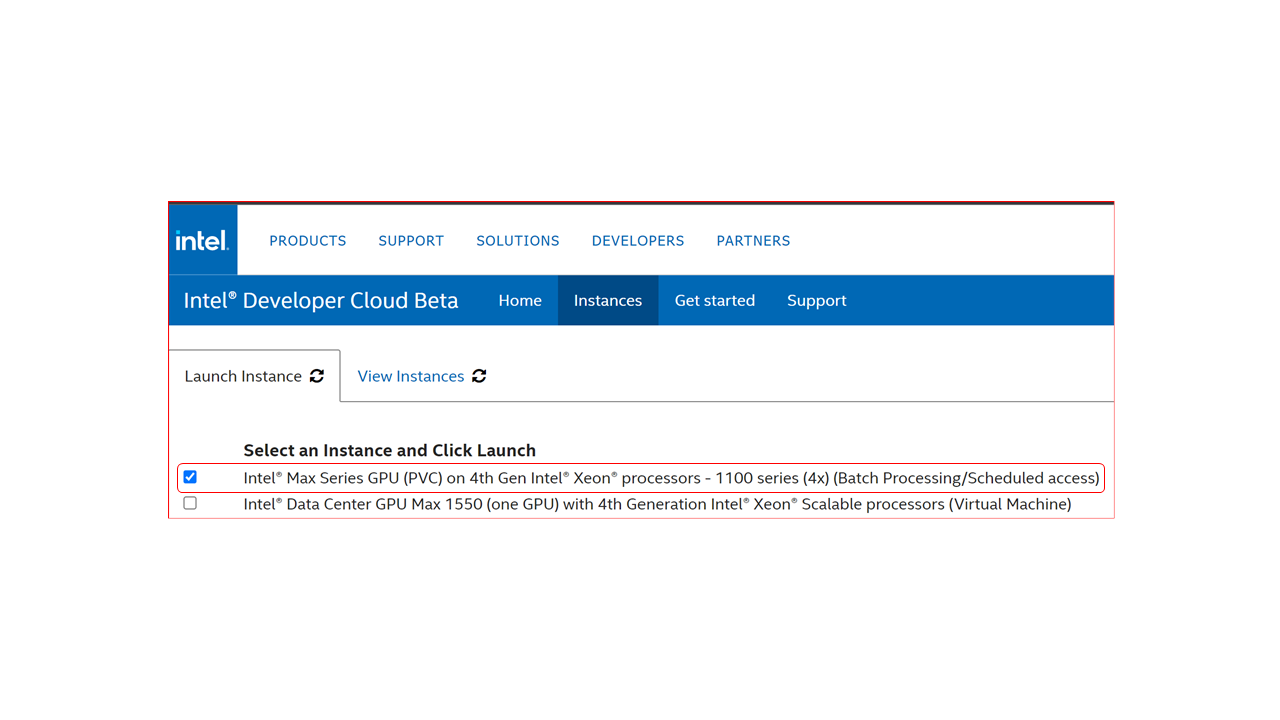 intel.
PRODUCTS SUPPORT SOLUTIONS DEVELOPERS PARTNERS
Intel® Developer Cloud Beta Home Instances Get started Support
Launch Instance View Instances
Select an Instance and Click Launch
Intel® Max Series GPU (PVC) on 4th Gen Intel® Xeon® processors - 1100 series (4x) (Batch Processing/Scheduled access)
Intel® Data Center GPU Max 1550 (one GPU) with 4th Generation Intel® Xeon® Scalable processors (Virtual Machine)